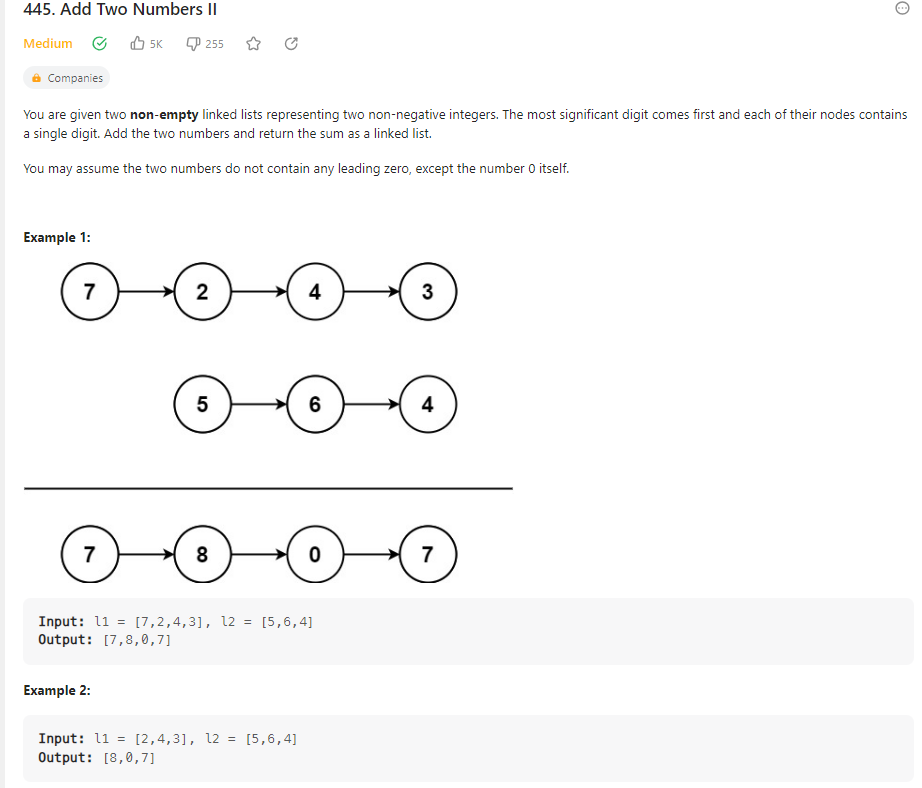 445. Add Two Numbers II
Medium 5K 255
Companies
You are given two non-empty linked lists representing two non-negative integers. The most significant digit comes first and each of their nodes contains
a single digit. Add the two numbers and return the sum as a linked list.
You may assume the two numbers do not contain any leading zero, except the number 0 itself.
Example 1:
7 2 4 3
5 6 4
7 8 0 7
Input: l1 = [7,2,4,3], l2 = [5,6,4]
Output: [7,8,0,7]
Example 2:
Input: l1 = [2,4,3], l2 = [5,6,4]
Output: [8,0,7]